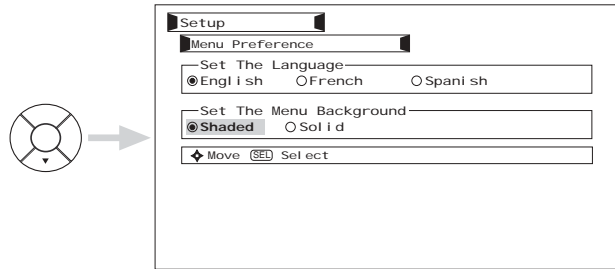 Setup
Menu Preference
Set The Language
English French Spanish
Set The Menu Background
Shaded Solid
Move SEL Select